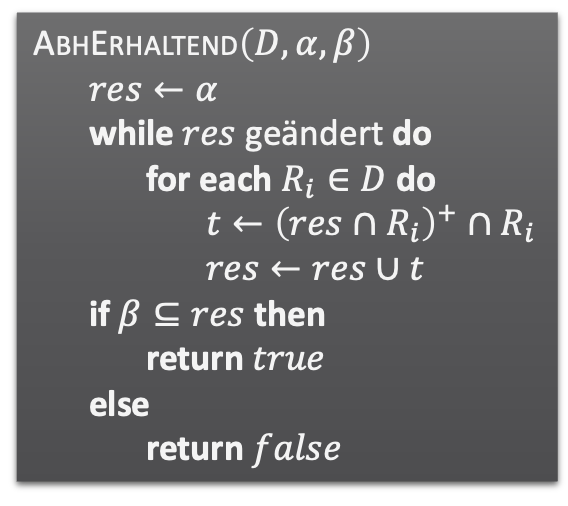 ABHERHALTEND(D, α, β)
res ← α
while res geändert do
for each Rᵢ ∈ D do
t ← (res ∩ Rᵢ)⁺ ∩ Rᵢ
res ← res ∪ t
if β ⊆ res then
return true
else
return false